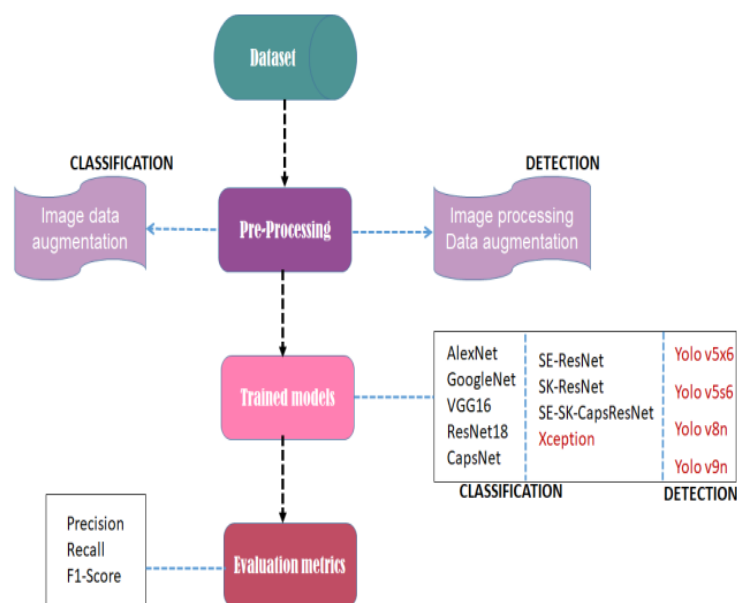 Dataset
CLASSIFICATION
DETECTION
Image data
augmentation
Pre-Processing
Image processing
Data augmentation
Trained models
AlexNet
GoogleNet
VGG16
ResNet18
CapsNet
SE-ResNet
SK-ResNet
SE-SK-CapsResNet
Xception
Yolo v5x6
Yolo v5s6
Yolo v8n
Yolo v9n
CLASSIFICATION
DETECTION
Precision
Recall
F1-Score
Evaluation metrics